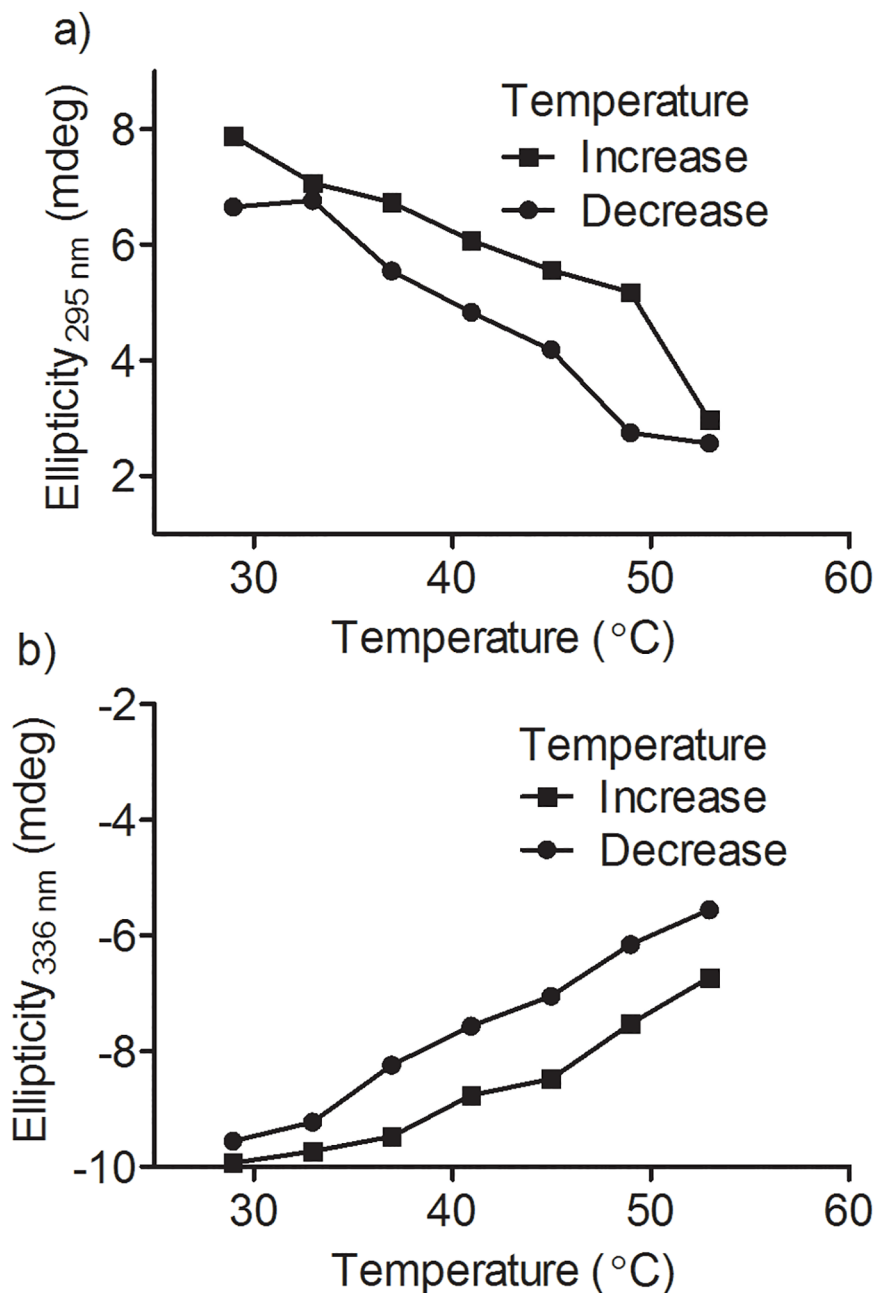 a)
Temperature
Increase
Decrease
8
6
4
2
Ellipticity295 nm (mdeg)
30 40 50 60
Temperature (°C)
b)
Temperature
Increase
Decrease
-2
-4
-6
-8
-10
Ellipticity336 nm (mdeg)
30 40 50 60
Temperature (°C)